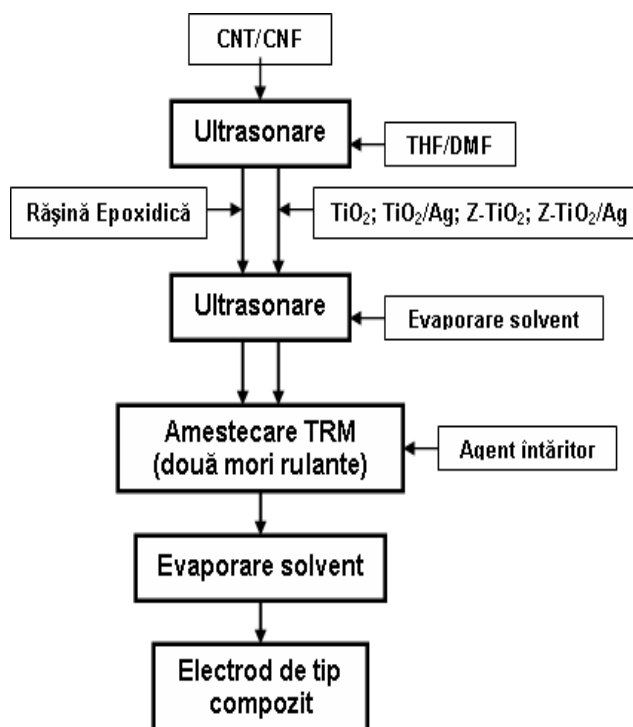 CNT/CNF
Ultrasonare
THF/DMF
Răşină Epoxidică
TiO₂; TiO₂/Ag; Z-TiO₂; Z-TiO₂/Ag
Ultrasonare
Evaporare solvent
Amestecare TRM
(două mori rulante)
Agent întăritor
Evaporare solvent
Electrod de tip
compozit